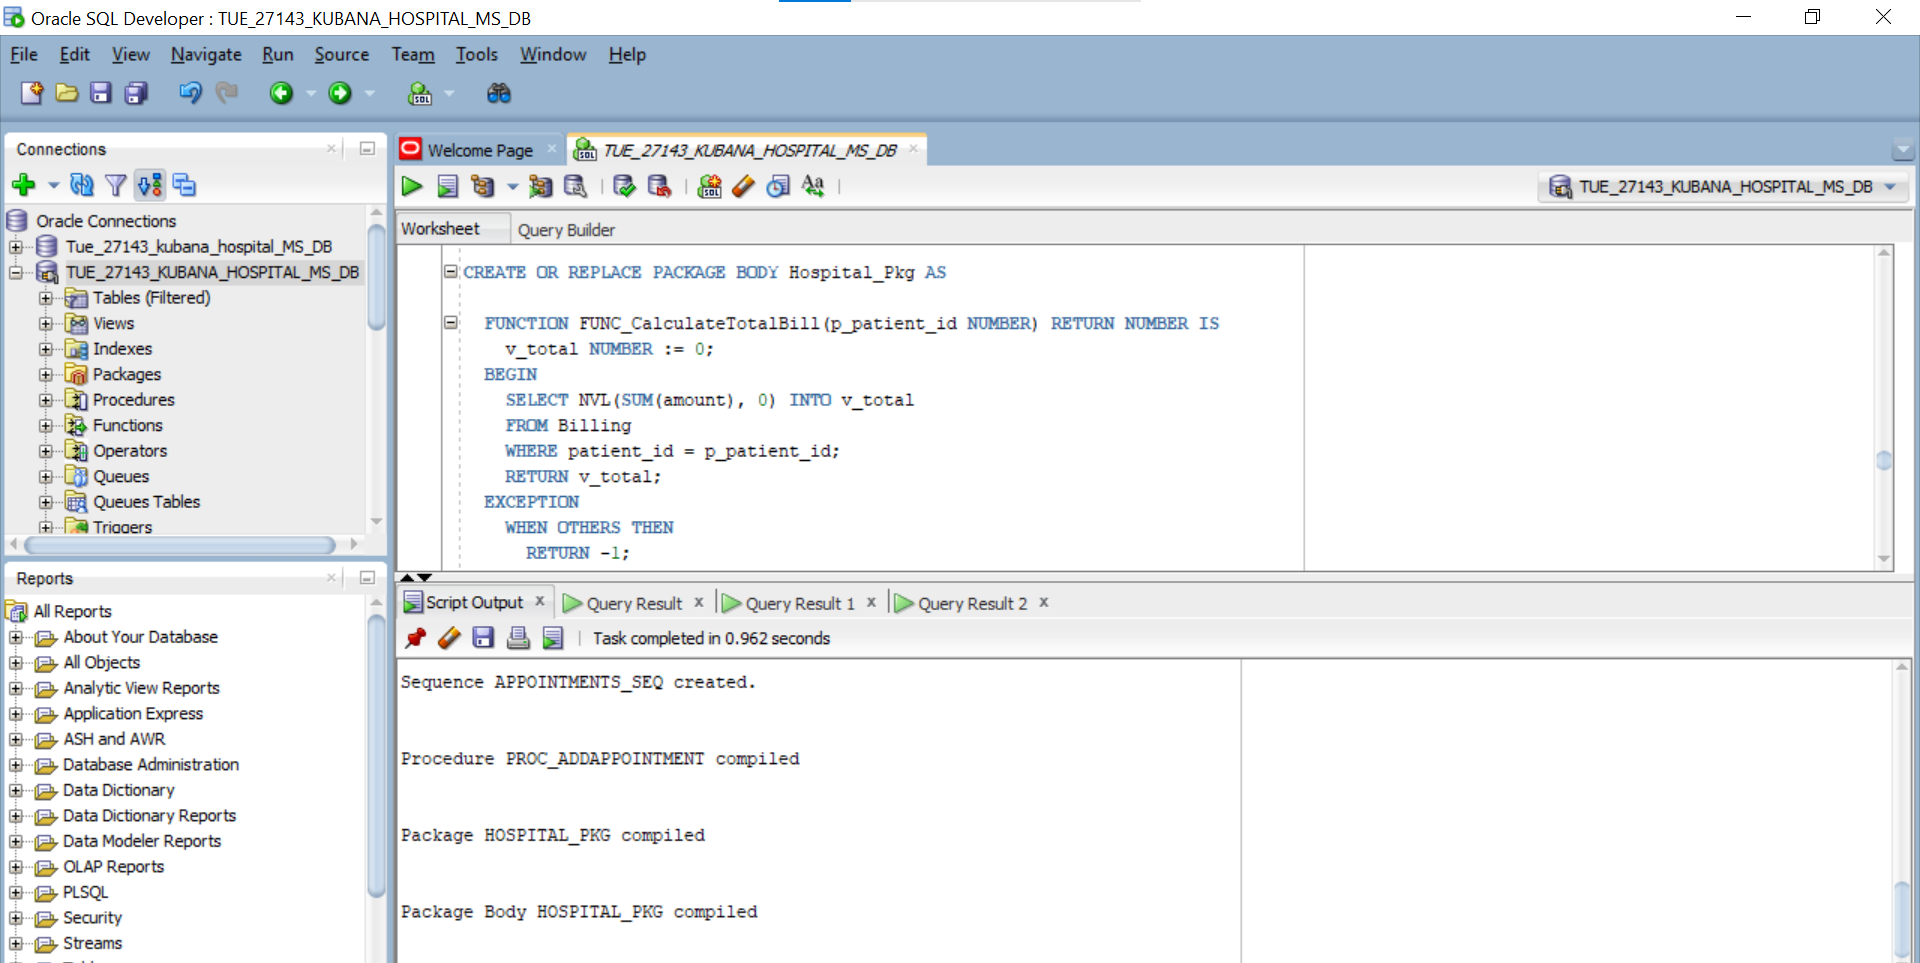 Oracle SQL Developer : TUE_27143_KUBANA_HOSPITAL_MS_DB
File Edit View Navigate Run Source Team Tools Window Help
Connections
Oracle Connections
Tue_27143_kubana_hospital_MS_DB
TUE_27143_KUBANA_HOSPITAL_MS_DB
Tables (Filtered)
Views
Indexes
Packages
Procedures
Functions
Operators
Queues
Queues Tables
Triggers
Reports
All Reports
About Your Database
All Objects
Analytic View Reports
Application Express
ASH and AWR
Database Administration
Data Dictionary
Data Dictionary Reports
Data Modeler Reports
OLAP Reports
PLSQL
Security
Streams
Welcome Page
TUE_27143_KUBANA_HOSPITAL_MS_DB
TUE_27143_KUBANA_HOSPITAL_MS_DB
Worksheet Query Builder
CREATE OR REPLACE PACKAGE BODY Hospital_Pkg AS
FUNCTION FUNC_CalculateTotalBill(p_patient_id NUMBER) RETURN NUMBER IS
v_total NUMBER := 0;
BEGIN
SELECT NVL(SUM(amount), 0) INTO v_total
FROM Billing
WHERE patient_id = p_patient_id;
RETURN v_total;
EXCEPTION
WHEN OTHERS THEN
RETURN -1;
Script Output Query Result Query Result 1 Query Result 2
Task completed in 0.962 seconds
Sequence APPOINTMENTS_SEQ created.
Procedure PROC_ADDAPPOINTMENT compiled
Package HOSPITAL_PKG compiled
Package Body HOSPITAL_PKG compiled